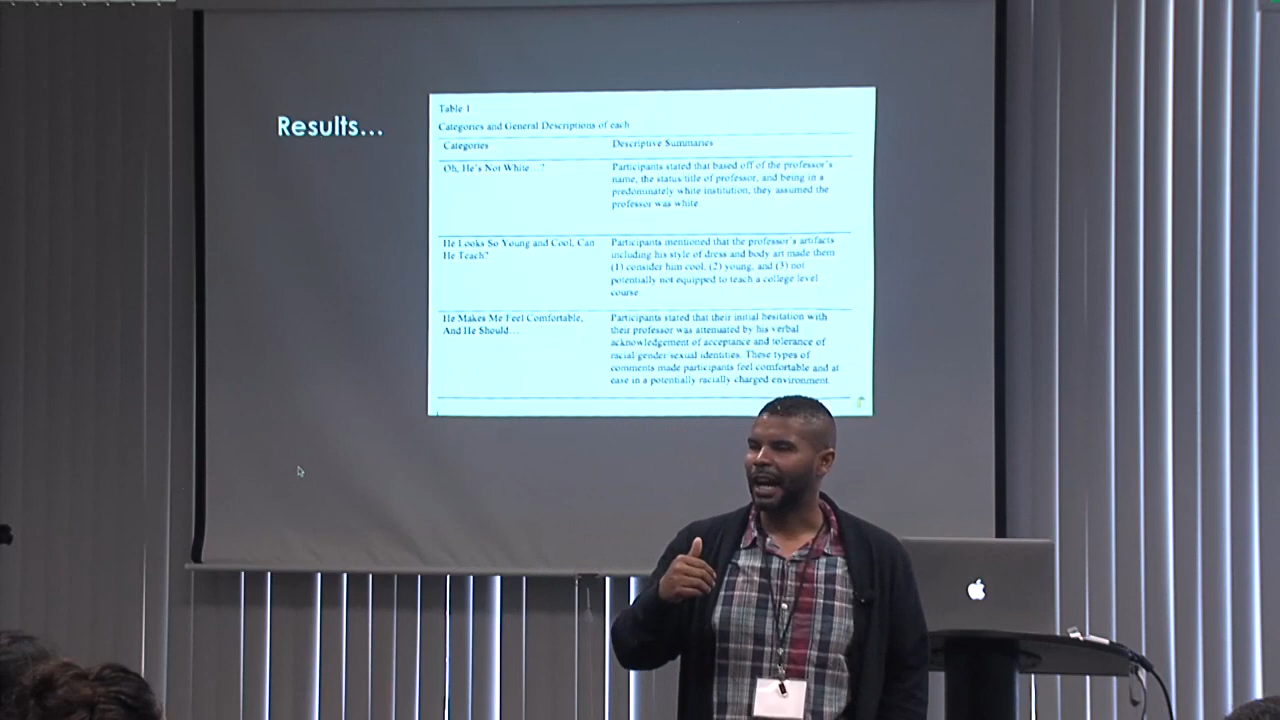 Results...
Table 1
Categories and General Descriptions of each
Categories
Descriptive Summaries
Oh, He's Not White...?
Participants stated that based off of the professor's
name, the status/title of professor, and being in a
predominately white institution, they assumed the
professor was white
He Looks So Young and Cool, Can
He Teach?
Participants mentioned that the professor's artifacts
including his style of dress and body art made them
(1) consider him cool, (2) young, and (3) not
potentially not equipped to teach a college level
course
He Makes Me Feel Comfortable,
And He Should...
Participants stated that their initial hesitation with
their professor was attenuated by his verbal
acknowledgement of acceptance and tolerance of
racial/gender/sexual identities. These types of
comments made participants feel comfortable and at
ease in a potentially racially charged environment.